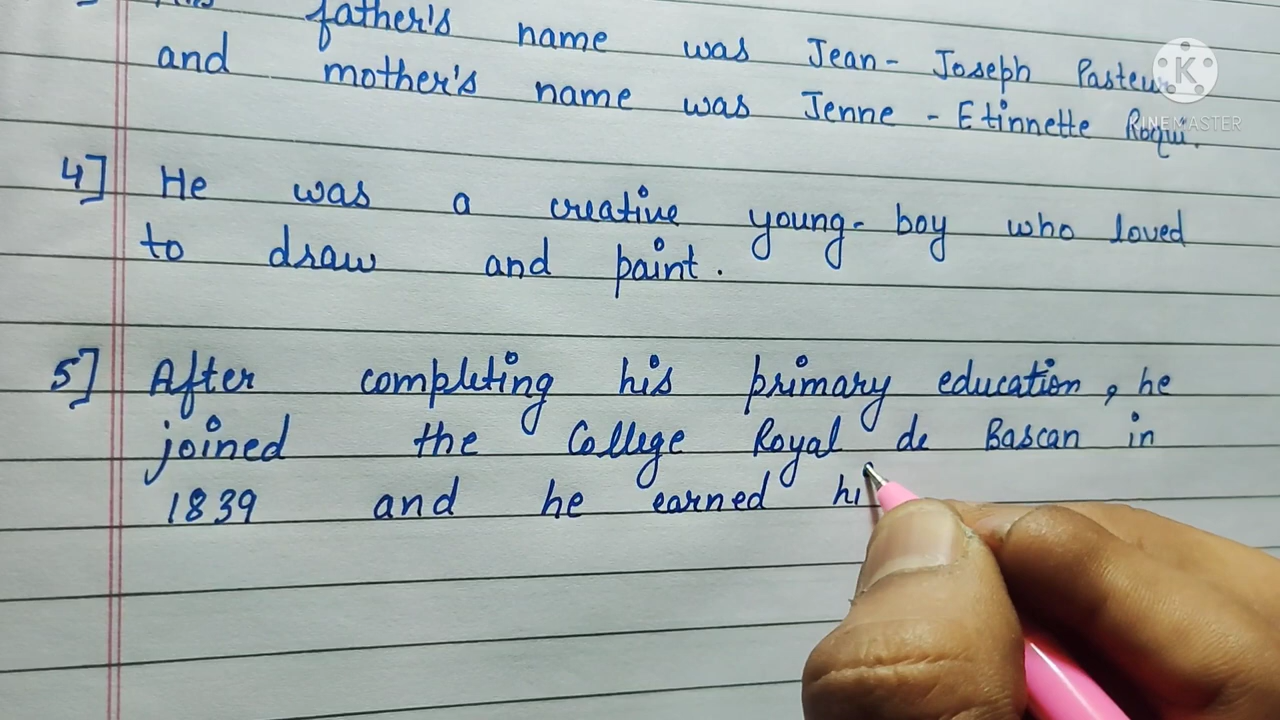 father's name was Jean- Joseph Pasteur
and mother's name was Jenne - Etinnette Roqui.
4] He was a creative young- boy who loved
to draw and paint.
5] After completing his primary education, he
joined the College Royal de Bascan in
1839 and he earned hi
K
KINEMASTER